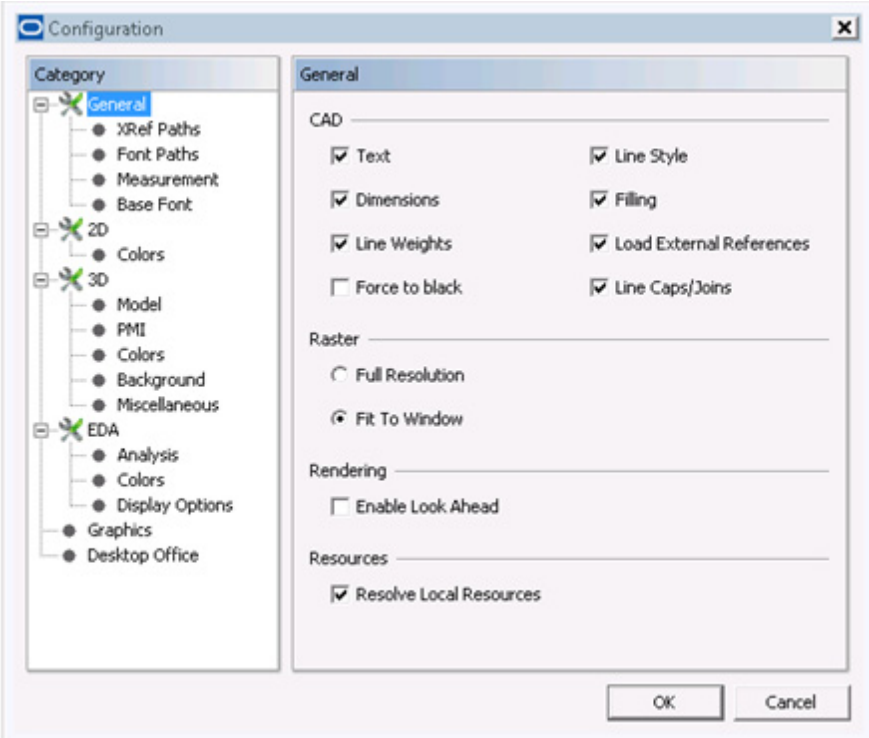 Configuration
Category
General
XRef Paths
Font Paths
Measurement
Base Font
2D
Colors
3D
Model
PMI
Colors
Background
Miscellaneous
EDA
Analysis
Colors
Display Options
Graphics
Desktop Office
General
CAD
Text
Line Style
Dimensions
Filling
Line Weights
Load External References
Force to black
Line Caps/Joins
Raster
Full Resolution
Fit To Window
Rendering
Enable Look Ahead
Resources
Resolve Local Resources
OK
Cancel